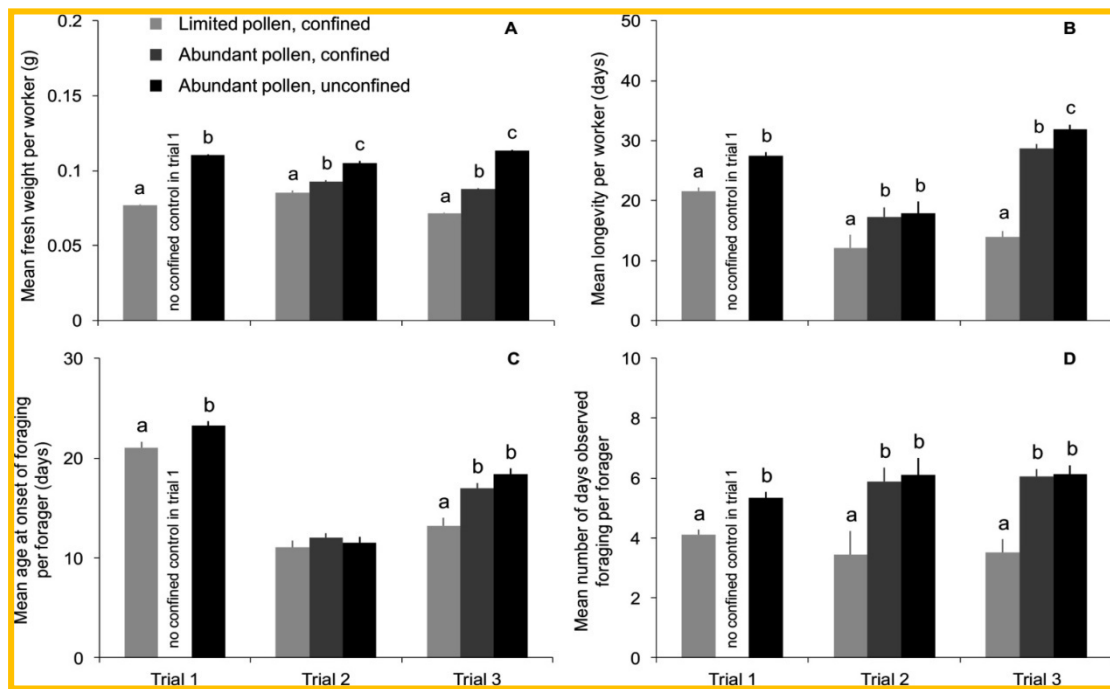 Limited pollen, confined
Abundant pollen, confined
Abundant pollen, unconfined
A
Mean fresh weight per worker (g)
0.2
0.15
0.1
0.05
0
a
no confined control in trial 1
b
a
b
c
a
b
c
B
Mean longevity per worker (days)
50
40
30
20
10
0
a
no confined control in trial 1
b
a
b
b
a
b
c
C
Mean age at onset of foraging
per forager (days)
30
20
10
0
a
no confined control in trial 1
b
a
b
b
Trial 1
Trial 2
Trial 3
D
Mean number of days observed
foraging per forager
10
8
6
4
2
0
a
no confined control in trial 1
b
a
b
b
a
b
b
Trial 1
Trial 2
Trial 3